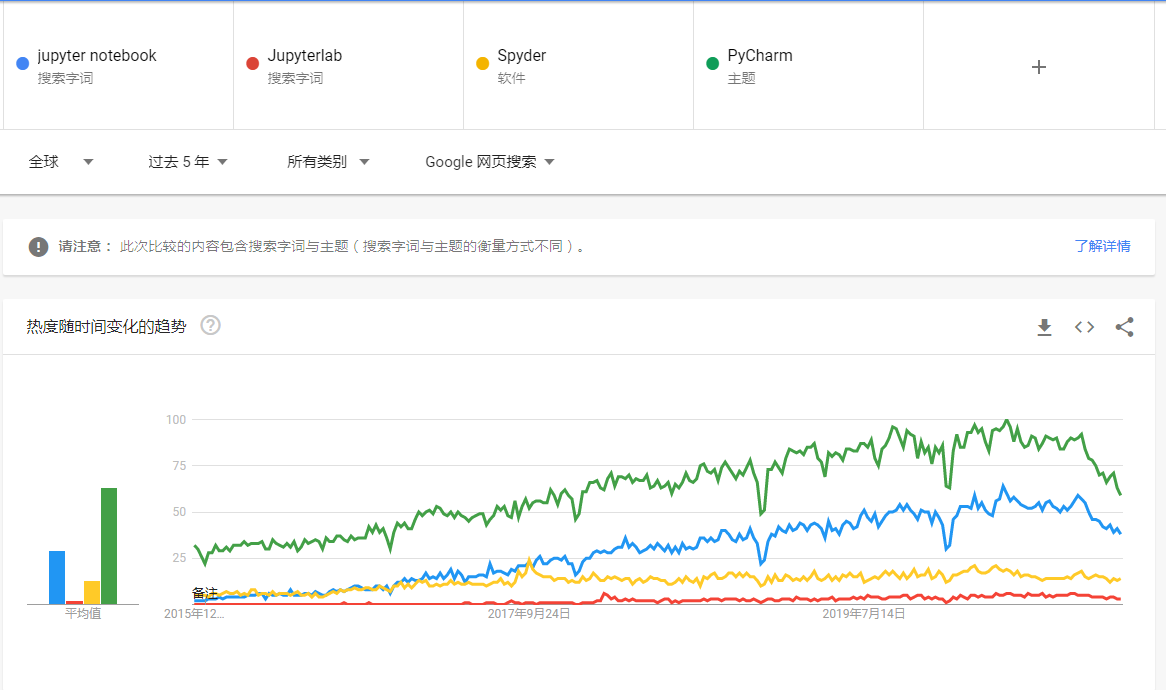 jupyter notebook
搜索字词
Jupyterlab
搜索字词
Spyder
软件
PyCharm
主题
+
全球
过去 5 年
所有类别
Google 网页搜索
请注意： 此次比较的内容包含搜索字词与主题（搜索字词与主题的衡量方式不同）。
了解详情
热度随时间变化的趋势
100
75
50
25
备注
平均值
2015年12...
2017年9月24日
2019年7月14日